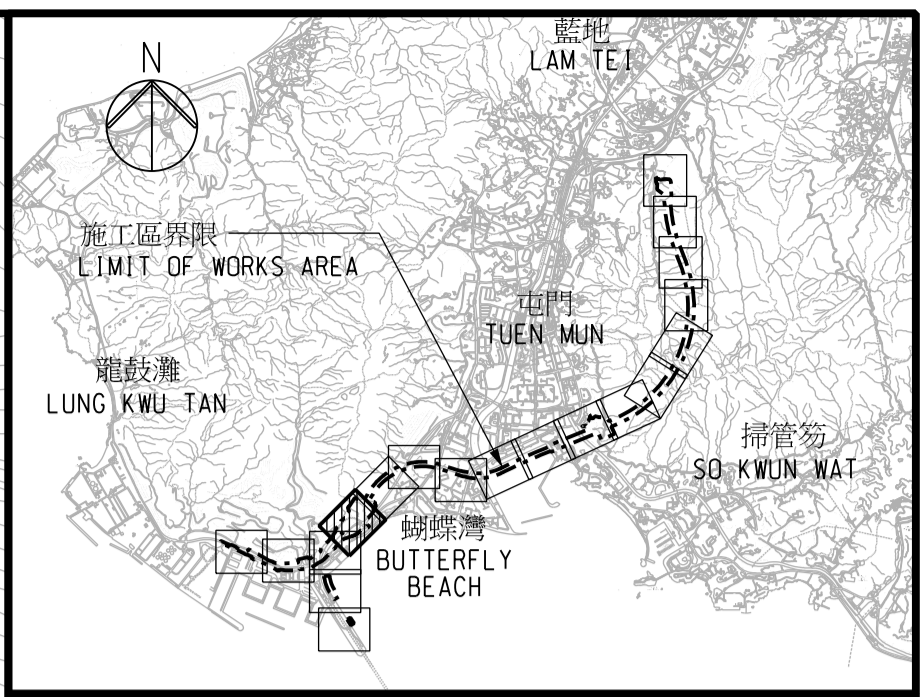 藍地
LAM TEI
N
施工區界限
LIMIT OF WORKS AREA
屯門
TUEN MUN
龍鼓灘
LUNG KWU TAN
掃管笏
SO KWUN WAT
蝴蝶灣
BUTTERFLY
BEACH